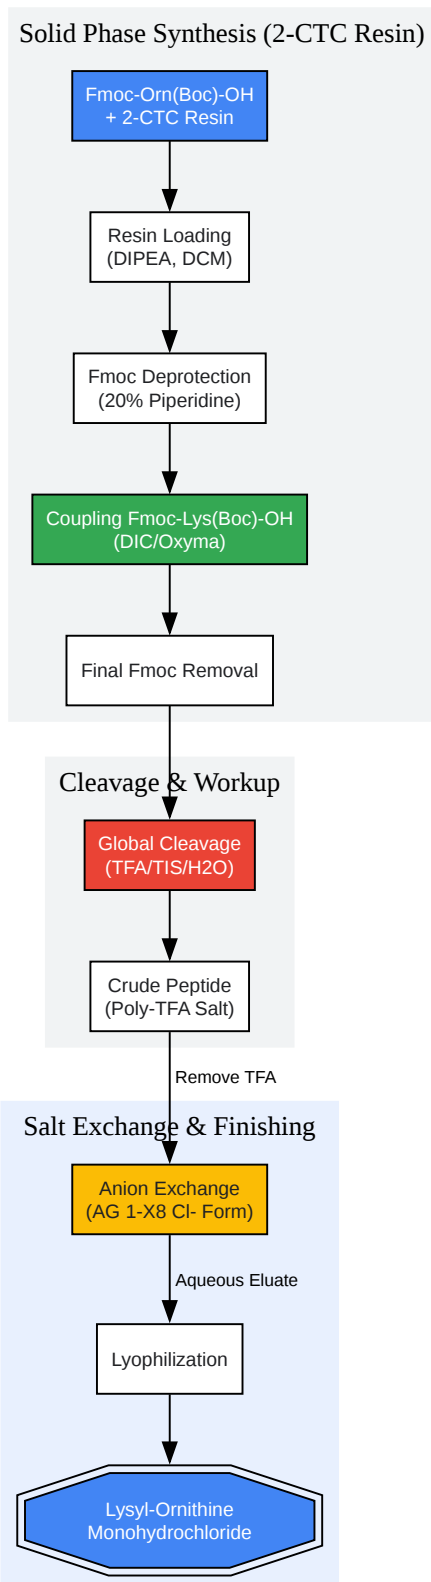 Solid Phase Synthesis (2-CTC Resin)
Fmoc-Orn(Boc)-OH
+ 2-CTC Resin
Resin Loading
(DIPEA, DCM)
Fmoc Deprotection
(20% Piperidine)
Coupling Fmoc-Lys(Boc)-OH
(DIC/Oxyma)
Final Fmoc Removal
Cleavage & Workup
Global Cleavage
(TFA/TIS/H2O)
Crude Peptide
(Poly-TFA Salt)
Remove TFA
Salt Exchange & Finishing
Anion Exchange
(AG 1-X8 Cl- Form)
Aqueous Eluate
Lyophilization
Lysyl-Ornithine
Monohydrochloride